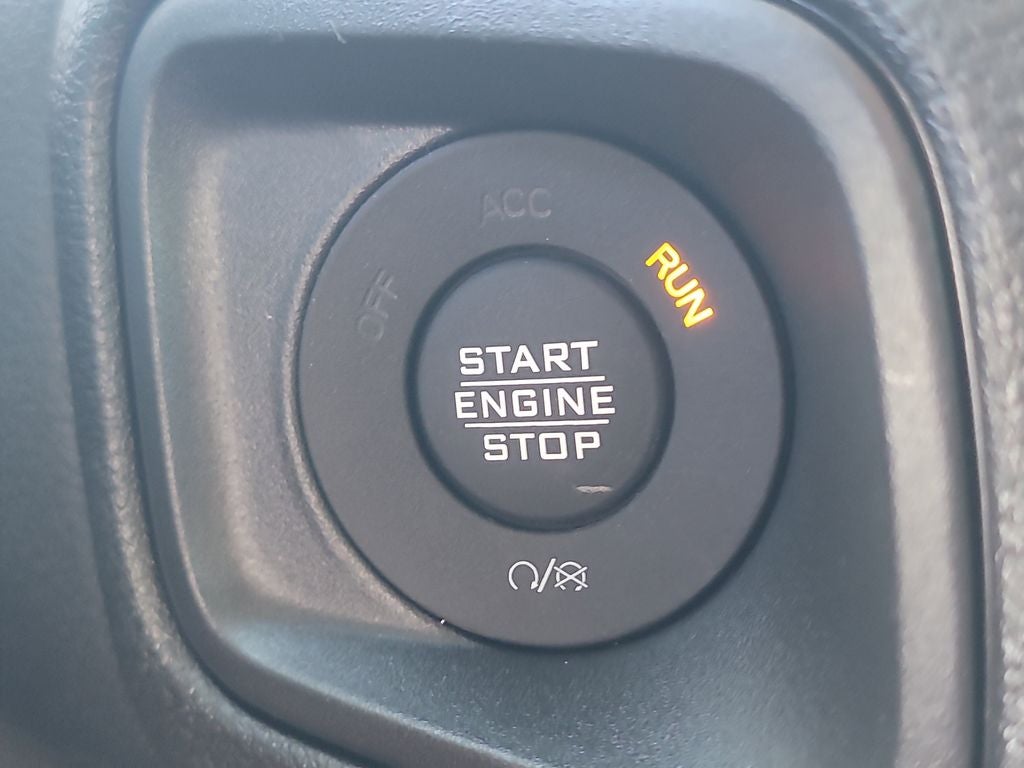 ACC
OFF
RUN
START
ENGINE
STOP